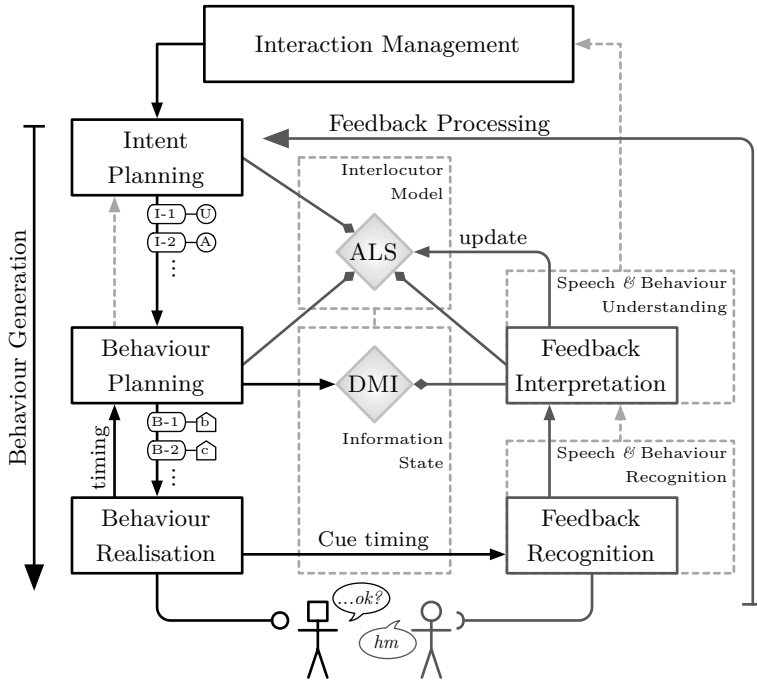 Interaction Management
Feedback Processing
Intent
Planning
Interlocutor
Model
I-1 U
I-2 A
...
ALS
update
Behaviour Generation
Speech & Behaviour
Understanding
Behaviour
Planning
DMI
Feedback
Interpretation
B-1 b
B-2 c
...
timing
Information
State
Speech & Behaviour
Recognition
Behaviour
Realisation
Cue timing
Feedback
Recognition
...ok?
hm